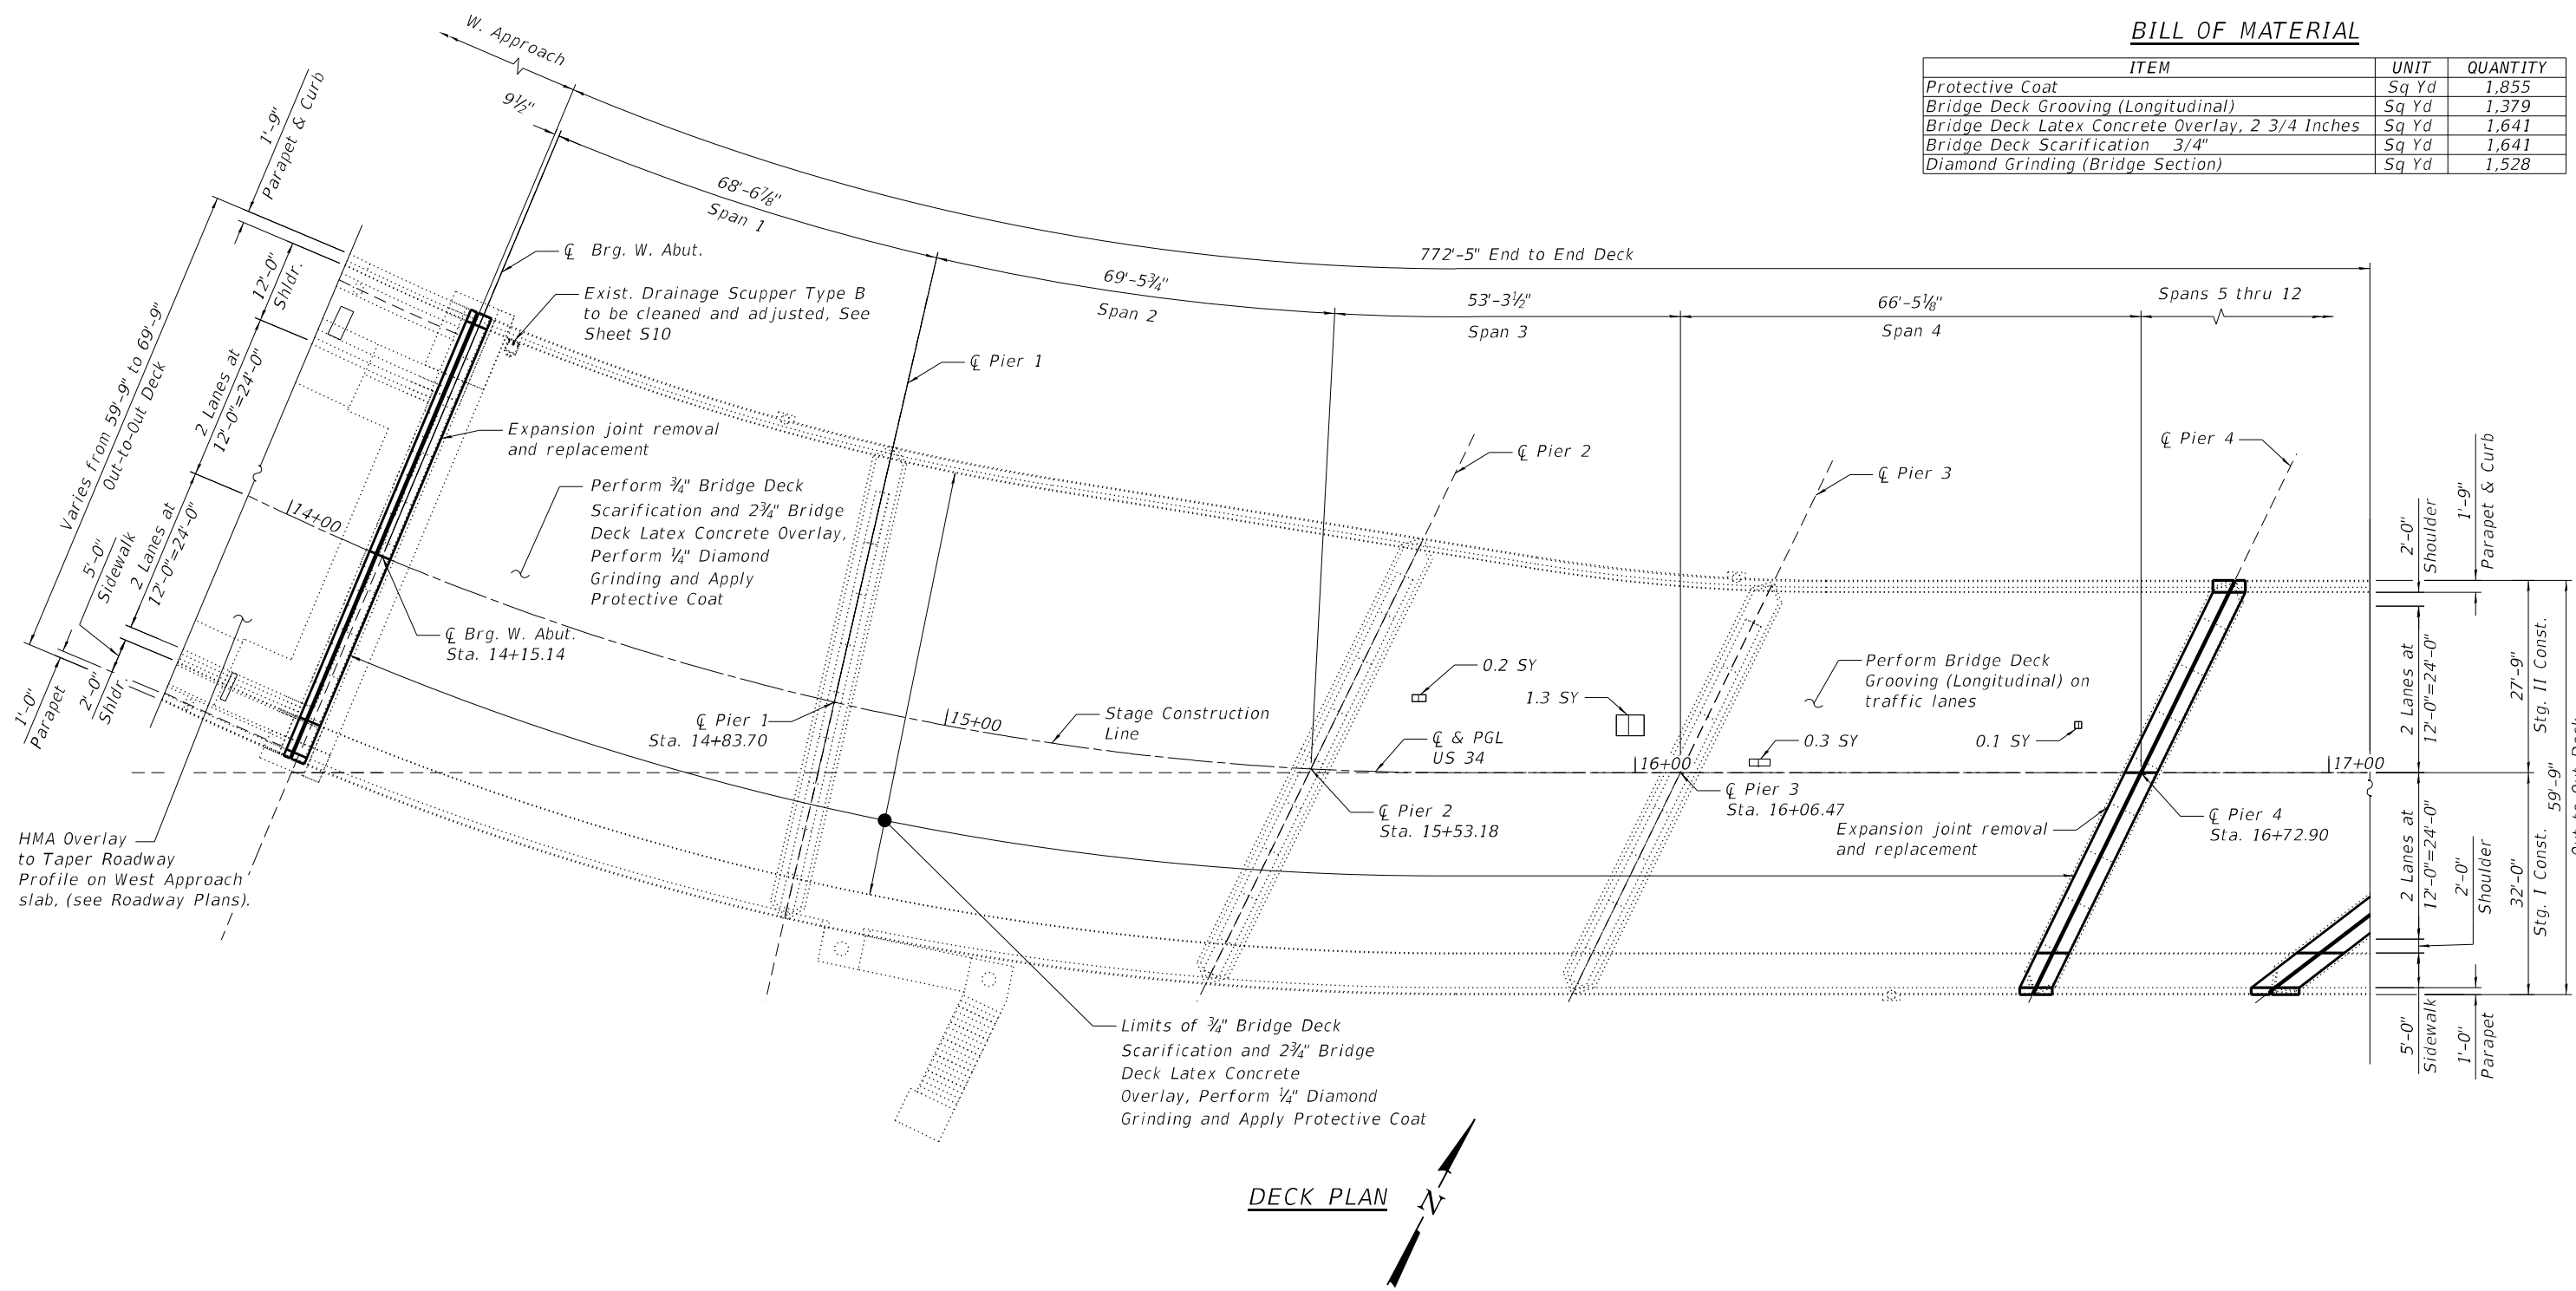 BILL OF MATERIAL
ITEM UNIT QUANTITY
Protective Coat Sq Yd 1,855
Bridge Deck Grooving (Longitudinal) Sq Yd 1,379
Bridge Deck Latex Concrete Overlay, 2 3/4 Inches Sq Yd 1,641
Bridge Deck Scarification 3/4" Sq Yd 1,641
Diamond Grinding (Bridge Section) Sq Yd 1,528
W. Approach
9½"
1'-9"
Parapet & Curb
68'-6⅞"
Span 1
772'-5" End to End Deck
69'-5¾"
Span 2
53'-3½"
Span 3
66'-5⅛"
Span 4
Spans 5 thru 12
℄ Brg. W. Abut.
Exist. Drainage Scupper Type B
to be cleaned and adjusted, See
Sheet S10
℄ Pier 1
12'-0"
Shldr.
Varies from 59'-9" to 69'-9"
Out-to-Out Deck
2 Lanes at
12'-0"=24'-0"
Expansion joint removal
and replacement
Perform ¾" Bridge Deck
Scarification and 2¾" Bridge
Deck Latex Concrete Overlay,
Perform ¼" Diamond
Grinding and Apply
Protective Coat
℄ Pier 2
℄ Pier 3
℄ Pier 4
14+00
2 Lanes at
12'-0"=24'-0"
5'-0"
Sidewalk
1'-0"
Parapet
2'-0"
Shldr.
℄ Brg. W. Abut.
Sta. 14+15.14
℄ Pier 1
Sta. 14+83.70
15+00
Stage Construction
Line
0.2 SY
1.3 SY
℄ & PGL
US 34
Perform Bridge Deck
Grooving (Longitudinal) on
traffic lanes
0.3 SY
0.1 SY
16+00
17+00
℄ Pier 2
Sta. 15+53.18
℄ Pier 3
Sta. 16+06.47
Expansion joint removal
and replacement
℄ Pier 4
Sta. 16+72.90
HMA Overlay
to Taper Roadway
Profile on West Approach
slab, (see Roadway Plans).
2'-0"
Shoulder
1'-9"
Parapet & Curb
2 Lanes at
12'-0"=24'-0"
27'-9"
Stg. II Const.
59'-9"
2 Lanes at
12'-0"=24'-0"
2'-0"
Shoulder
32'-0"
Stg. I Const.
5'-0"
Sidewalk
1'-0"
Parapet
Limits of ¾" Bridge Deck
Scarification and 2¾" Bridge
Deck Latex Concrete
Overlay, Perform ¼" Diamond
Grinding and Apply Protective Coat
DECK PLAN
N